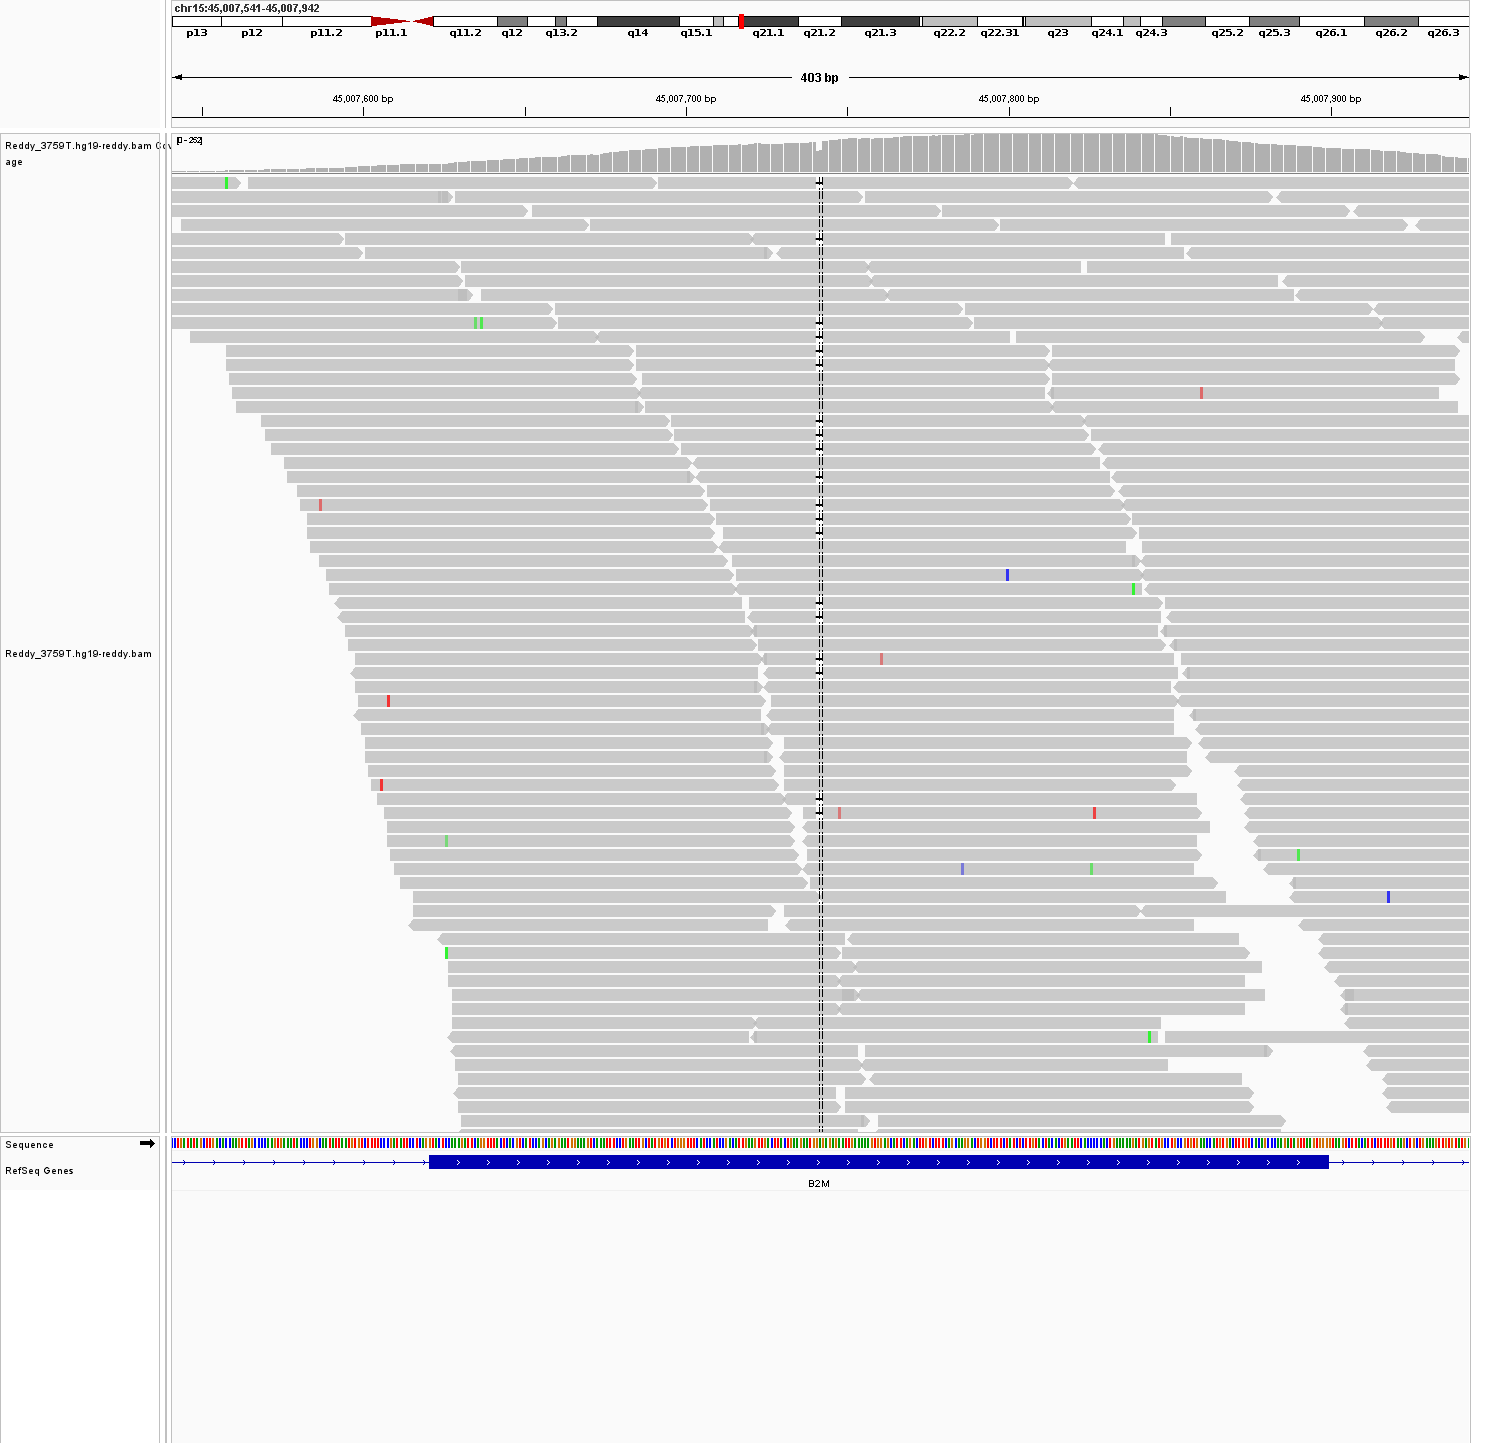 chr15:45,007,541-45,007,942
p13 p12 p11.2 p11.1 q11.2 q12 q13.2 q14 q15.1 q21.1 q21.2 q21.3 q22.2 q22.31 q23 q24.1 q24.3 q25.2 q25.3 q26.1 q26.2 q26.3
403 bp
45,007,600 bp 45,007,700 bp 45,007,800 bp 45,007,900 bp
[0 - 262]
Reddy_3759T.hg19-reddy.bam Cov
age
Reddy_3759T.hg19-reddy.bam
Sequence
RefSeq Genes
B2M